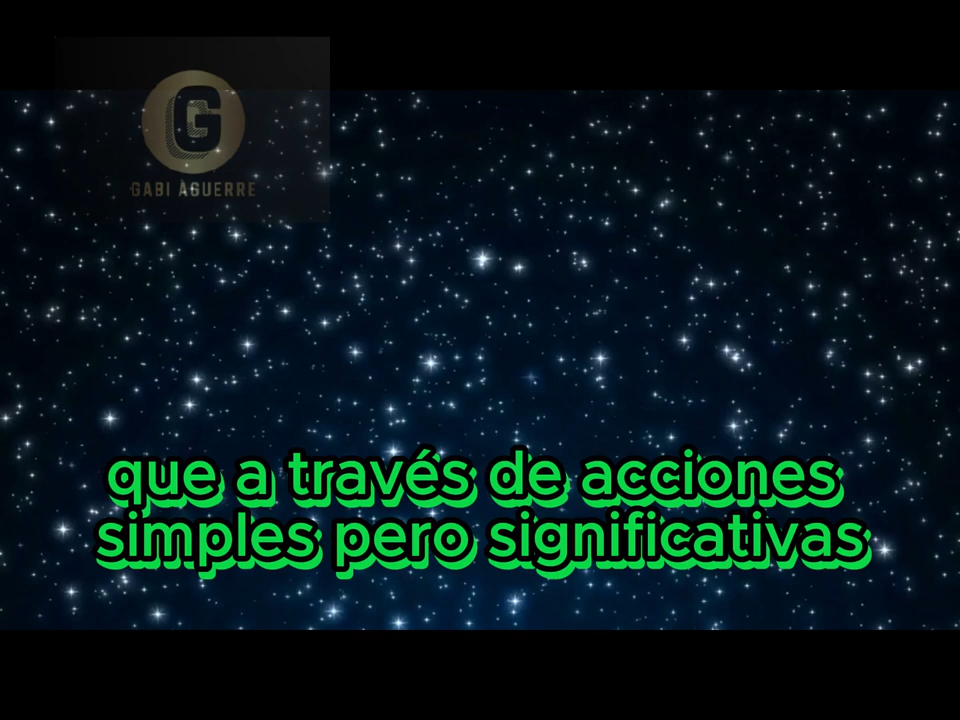 G
GABI AGUERRE
que a través de acciones
simples pero significativas